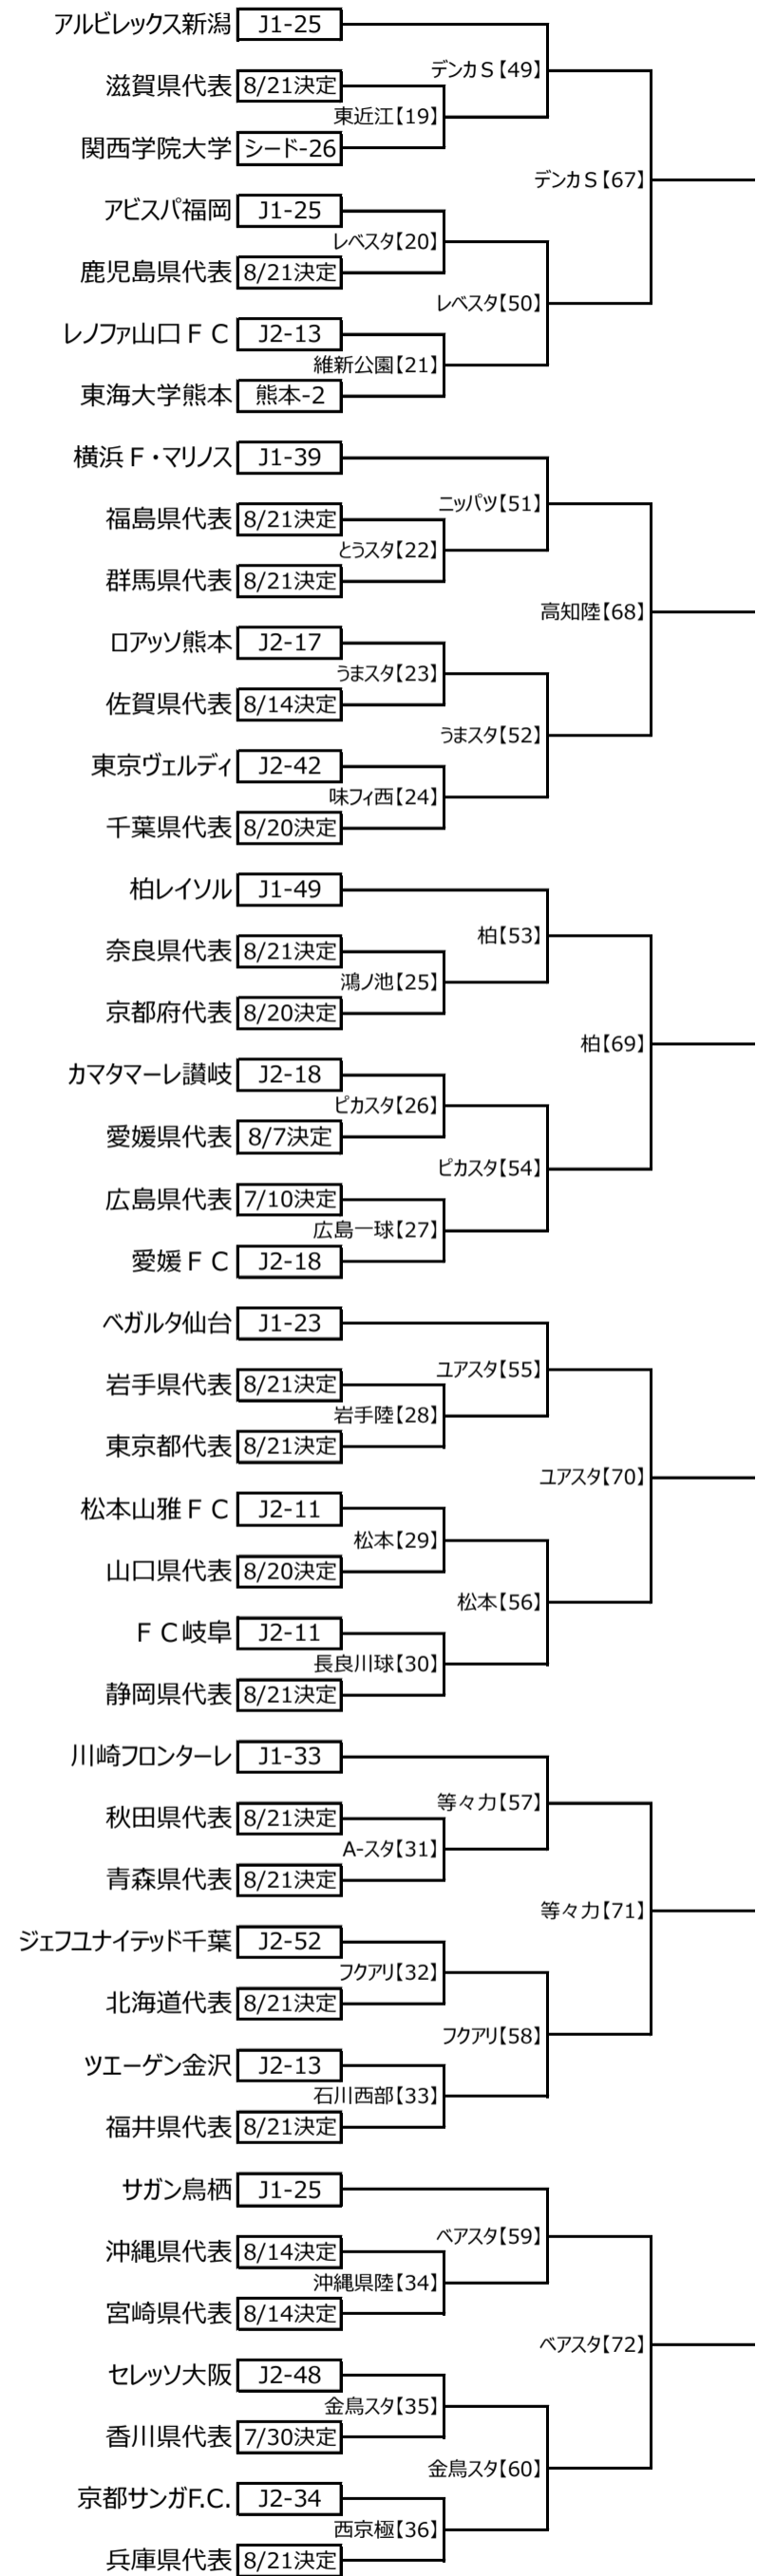 アルビレックス新潟 J1-25
デンカＳ【49】
滋賀県代表 8/21決定
東近江【19】
関西学院大学 シード-26
デンカＳ【67】
アビスパ福岡 J1-25
レベスタ【20】
鹿児島県代表 8/21決定
レベスタ【50】
レノファ山口ＦＣ J2-13
維新公園【21】
東海大学熊本 熊本-2
横浜Ｆ・マリノス J1-39
ニッパツ【51】
福島県代表 8/21決定
とうスタ【22】
群馬県代表 8/21決定
高知陸【68】
ロアッソ熊本 J2-17
うまスタ【23】
佐賀県代表 8/14決定
うまスタ【52】
東京ヴェルディ J2-42
味フィ西【24】
千葉県代表 8/20決定
柏レイソル J1-49
柏【53】
奈良県代表 8/21決定
鴻ノ池【25】
京都府代表 8/20決定
柏【69】
カマタマーレ讃岐 J2-18
ピカスタ【26】
愛媛県代表 8/7決定
ピカスタ【54】
広島県代表 7/10決定
広島一球【27】
愛媛ＦＣ J2-18
ベガルタ仙台 J1-23
ユアスタ【55】
岩手県代表 8/21決定
岩手陸【28】
東京都代表 8/21決定
ユアスタ【70】
松本山雅ＦＣ J2-11
松本【29】
山口県代表 8/20決定
松本【56】
ＦＣ岐阜 J2-11
長良川球【30】
静岡県代表 8/21決定
川崎フロンターレ J1-33
等々力【57】
秋田県代表 8/21決定
A-スタ【31】
青森県代表 8/21決定
等々力【71】
ジェフユナイテッド千葉 J2-52
フクアリ【32】
北海道代表 8/21決定
フクアリ【58】
ツエーゲン金沢 J2-13
石川西部【33】
福井県代表 8/21決定
サガン鳥栖 J1-25
ベアスタ【59】
沖縄県代表 8/14決定
沖縄県陸【34】
宮崎県代表 8/14決定
ベアスタ【72】
セレッソ大阪 J2-48
金鳥スタ【35】
香川県代表 7/30決定
金鳥スタ【60】
京都サンガF.C. J2-34
西京極【36】
兵庫県代表 8/21決定